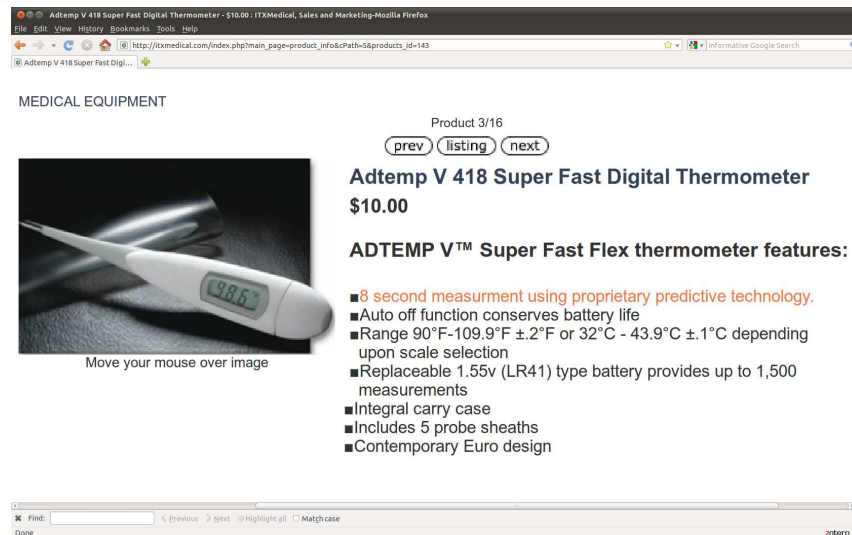 Adtemp V 418 Super Fast Digital Thermometer - $10.00 : ITXMedical, Sales and Marketing-Mozilla Firefox
File Edit View History Bookmarks Tools Help
http://itxmedical.com/index.php?main_page=product_info&cPath=5&products_id=143
Informative Google Search
Adtemp V 418 Super Fast Digi...
MEDICAL EQUIPMENT
Product 3/16
prev listing next
Adtemp V 418 Super Fast Digital Thermometer
$10.00
ADTEMP V™ Super Fast Flex thermometer features:
■8 second measurment using proprietary predictive technology.
■Auto off function conserves battery life
■Range 90°F-109.9°F ±.2°F or 32°C - 43.9°C ±.1°C depending
upon scale selection
■Replaceable 1.55v (LR41) type battery provides up to 1,500
measurements
■Integral carry case
■Includes 5 probe sheaths
■Contemporary Euro design
98.6°
Move your mouse over image
Find: Previous Next Highlight all Match case
Done
zotero